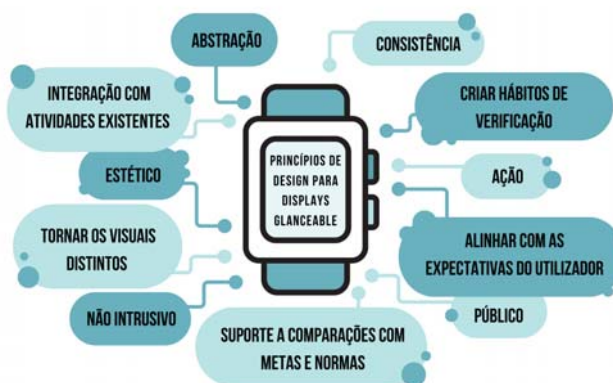 ABSTRAÇÃO
CONSISTÊNCIA
INTEGRAÇÃO COM
ATIVIDADES EXISTENTES
CRIAR HÁBITOS DE
VERIFICAÇÃO
PRINCÍPIOS DE
DESIGN PARA
DISPLAYS
GLANCEABLE
ESTÉTICO
AÇÃO
TORNAR OS VISUAIS
DISTINTOS
ALINHAR COM AS
EXPECTATIVAS DO UTILIZADOR
NÃO INTRUSIVO
PÚBLICO
SUPORTE A COMPARAÇÕES COM
METAS E NORMAS